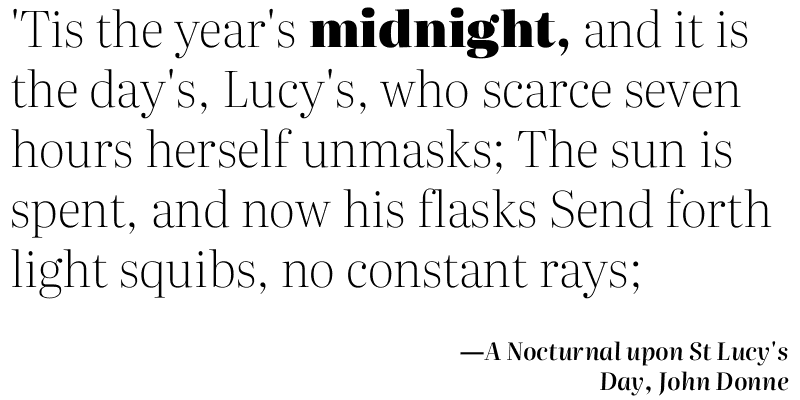 'Tis the year's midnight, and it is
the day's, Lucy's, who scarce seven
hours herself unmasks; The sun is
spent, and now his flasks Send forth
light squibs, no constant rays;
—A Nocturnal upon St Lucy's
Day, John Donne